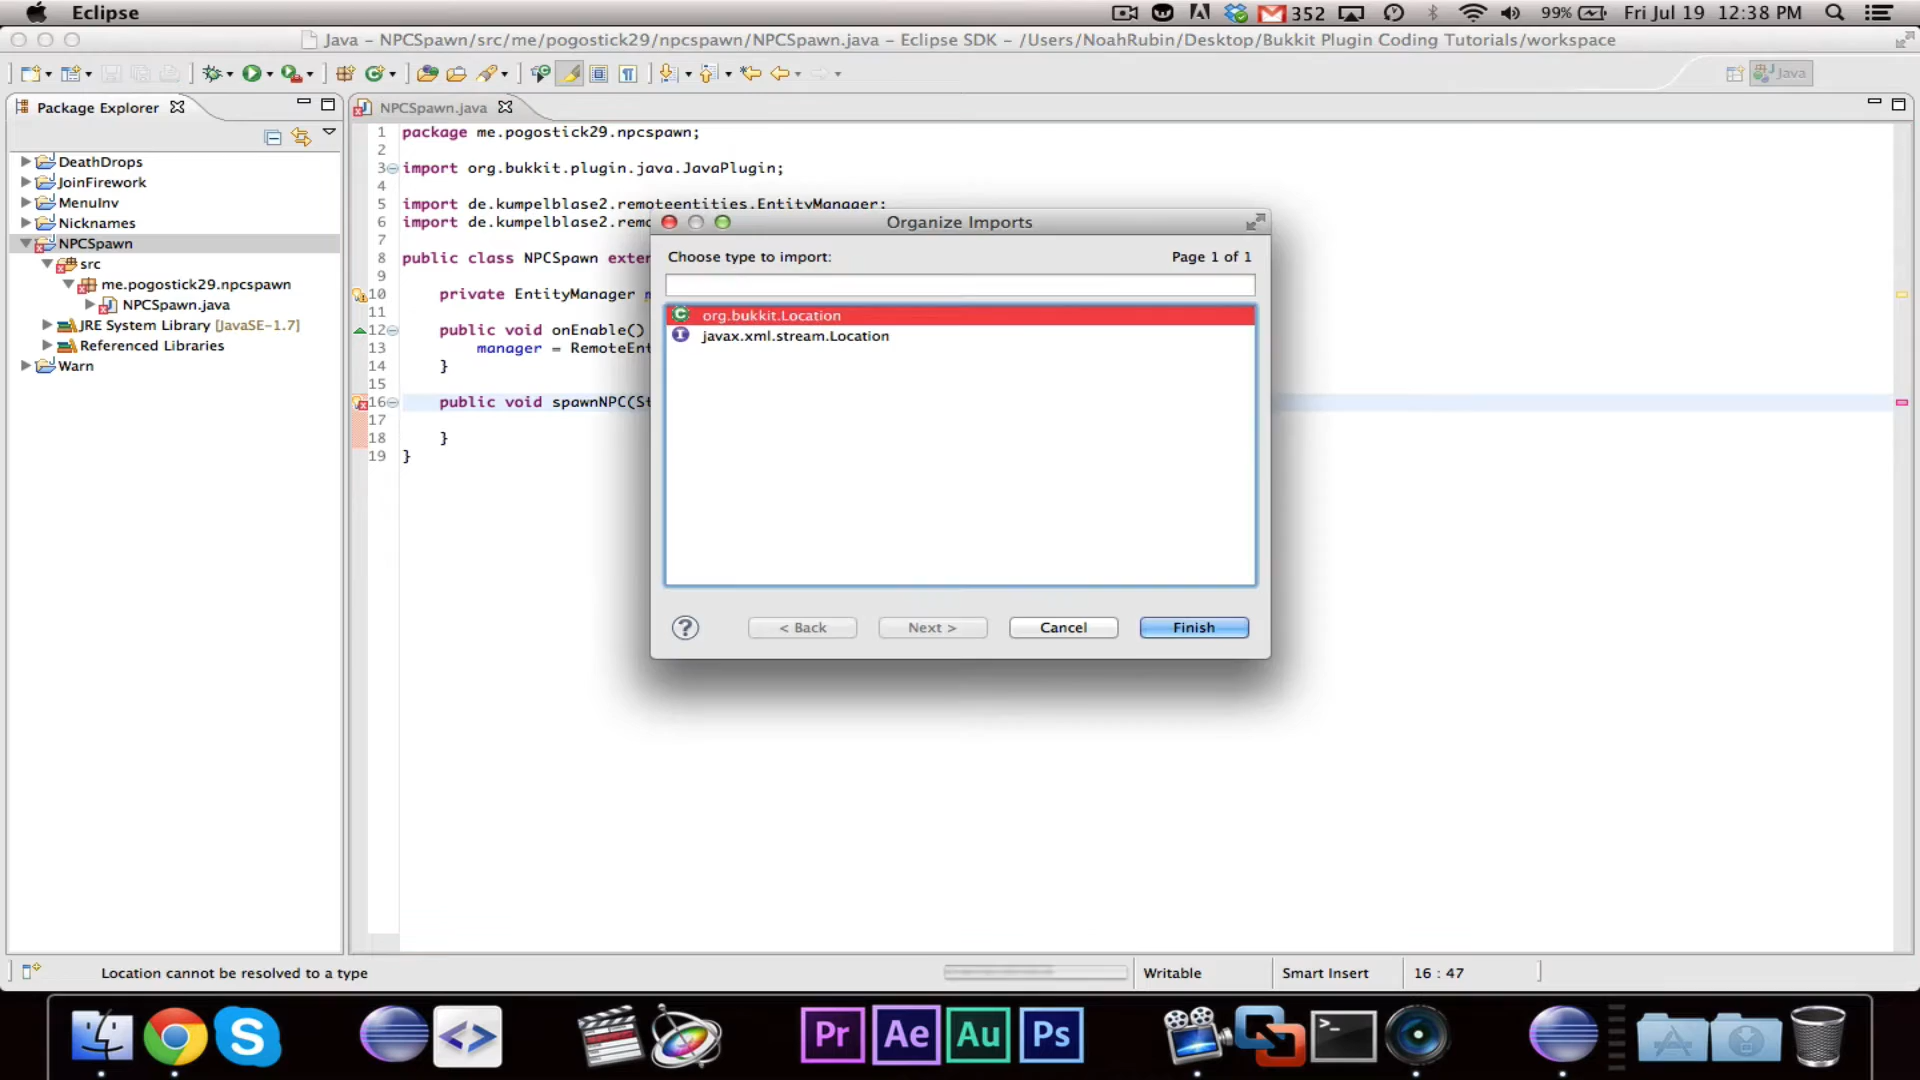 Eclipse
352
99%
Fri Jul 19 12:38 PM
Java – NPCSpawn/src/me/pogostick29/npcspawn/NPCSpawn.java – Eclipse SDK – /Users/NoahRubin/Desktop/Bukkit Plugin Coding Tutorials/workspace
Java
Package Explorer
NPCSpawn.java
DeathDrops
JoinFirework
MenuInv
Nicknames
NPCSpawn
src
me.pogostick29.npcspawn
NPCSpawn.java
JRE System Library [JavaSE-1.7]
Referenced Libraries
Warn
1 package me.pogostick29.npcspawn;
2
3 import org.bukkit.plugin.java.JavaPlugin;
4
5 import de.kumpelblase2.remoteentities.EntityManager;
6 import de.kumpelblase2.remo
7
8 public class NPCSpawn exten
9
10 private EntityManager m
11
12 public void onEnable()
13 manager = RemoteEnt
14 }
15
16 public void spawnNPC(St
17
18 }
19 }
Organize Imports
Choose type to import:
Page 1 of 1
org.bukkit.Location
javax.xml.stream.Location
?
< Back
Next >
Cancel
Finish
Location cannot be resolved to a type
Writable
Smart Insert
16 : 47
Pr
Ae
Au
Ps